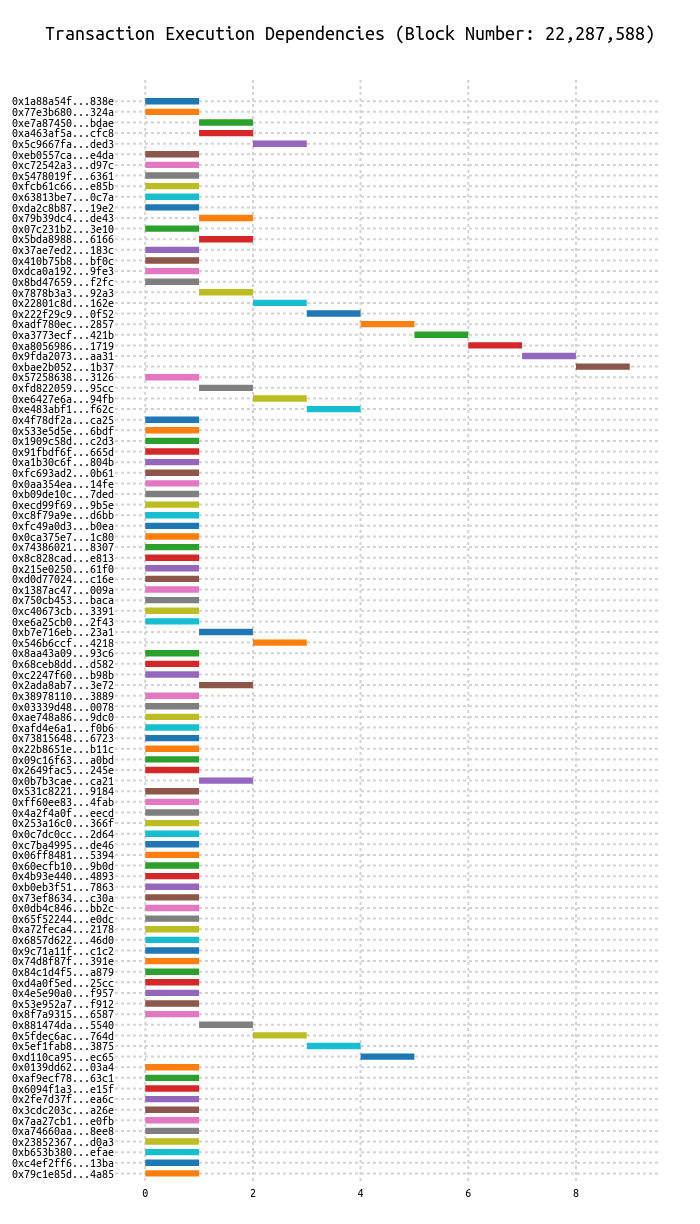 Transaction Execution Dependencies (Block Number: 22,287,588)
0x1a88a54f...838e
0x77e3b680...324a
0xe7a87450...bdae
0xa463af5a...cfc8
0x5c9667fa...ded3
0xeb0557ca...e4da
0xc72542a3...d97c
0x5478019f...6361
0xfcb61c66...e85b
0x63813be7...0c7a
0xda2c8b87...19e2
0x79b39dc4...de43
0x07c231b2...3e10
0x5bda8988...6166
0x37ae7ed2...183c
0x410b75b8...bf0c
0xdca0a192...9fe3
0x8bd47659...f2fc
0x7878b3a3...92a3
0x22801c8d...162e
0x222f29c9...0f52
0xadf780ec...2857
0xa3773ecf...421b
0xa8056986...1719
0x9fda2073...aa31
0xbae2b052...1b37
0x57258638...3126
0xfd822059...95cc
0xe6427e6a...94fb
0xe483abf1...f62c
0x4f78df2a...ca25
0x533e5d5e...6bdf
0x1909c58d...c2d3
0x91fbdf6f...665d
0xa1b30c6f...804b
0xfc693ad2...0b61
0x0aa354ea...14fe
0xb09de10c...7ded
0xecd99f69...9b5e
0xc8f79a9e...d6bb
0xfc49a0d3...b0ea
0x0ca375e7...1c80
0x74386021...8307
0x8c828cad...e813
0x215e0250...61f0
0xd0d77024...c16e
0x1387ac47...009a
0x750cb453...baca
0xc40673cb...3391
0xe6a25cb0...2f43
0xb7e716eb...23a1
0x546b6ccf...4218
0x8aa43a09...93c6
0x68ceb8dd...d582
0xc2247f60...b98b
0x2ada8ab7...3e72
0x38978110...3889
0x03339d48...0078
0xae748a86...9dc0
0xafd4e6a1...f0b6
0x73815648...6723
0x22b8651e...b11c
0x09c16f63...a0bd
0x2649fac5...245e
0x0b7b3cae...ca21
0x531c8221...9184
0xff60ee83...4fab
0x4a2f4a0f...eecd
0x253a16c0...366f
0x0c7dc0cc...2d64
0xc7ba4995...de46
0x06ff8481...5394
0x60ecfb10...9b0d
0x4b93e440...4893
0xb0eb3f51...7863
0x73ef8634...c30a
0x0db4c846...bb2c
0x65f52244...e0dc
0xa72feca4...2178
0x6857d622...46d0
0x9c71a11f...c1c2
0x74d8f87f...391e
0x84c1d4f5...a879
0xd4a0f5ed...25cc
0x4e5e90a0...f957
0x53e952a7...f912
0x8f7a9315...6587
0x881474da...5540
0x5fdec6ac...764d
0x5ef1fab8...3875
0xd110ca95...ec65
0x0139dd62...03a4
0xaf9ecf78...63c1
0x6094f1a3...e15f
0x2fe7d37f...ea6c
0x3cdc203c...a26e
0x7aa27cb1...e0fb
0xa74660aa...8ee8
0x23852367...d0a3
0xb653b380...efae
0xc4ef2ff6...13ba
0x79c1e85d...4a85
0 2 4 6 8